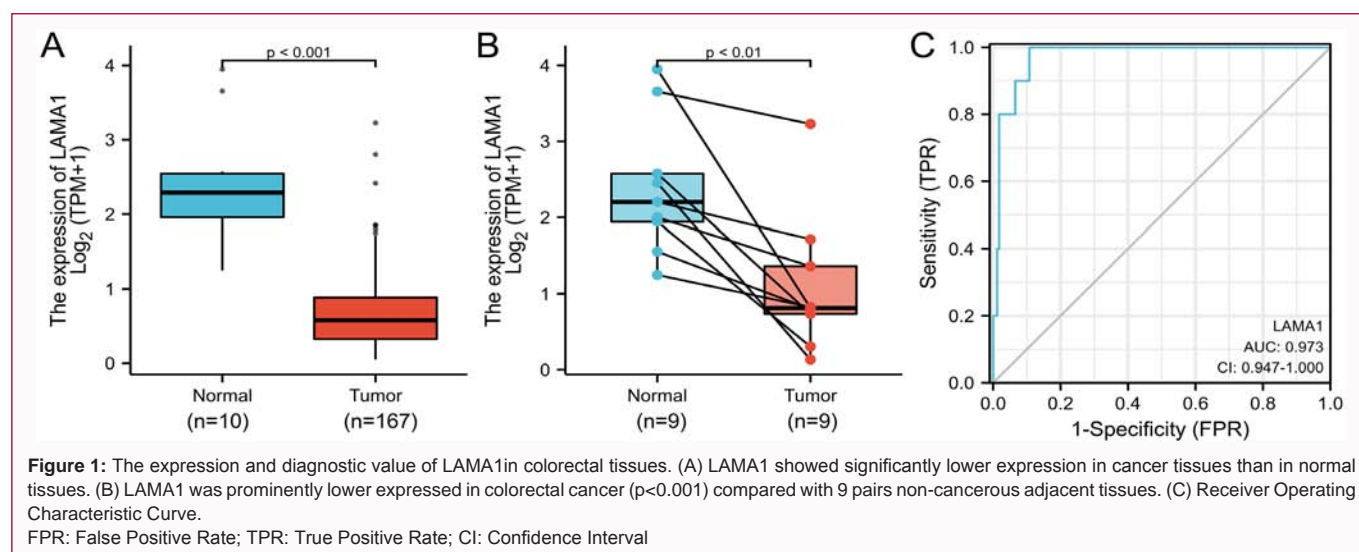 A
The expression of LAMA1
Log2 (TPM+1)
4
3
2
1
0
p < 0.001
Normal
(n=10)
Tumor
(n=167)
B
The expression of LAMA1
Log2 (TPM+1)
4
3
2
1
0
p < 0.01
Normal
(n=9)
Tumor
(n=9)
C
Sensitivity (TPR)
1.0
0.8
0.6
0.4
0.2
0.0
LAMA1
AUC: 0.973
CI: 0.947-1.000
0.0 0.2 0.4 0.6 0.8 1.0
1-Specificity (FPR)
Figure 1: The expression and diagnostic value of LAMA1in colorectal tissues. (A) LAMA1 showed significantly lower expression in cancer tissues than in normal
tissues. (B) LAMA1 was prominently lower expressed in colorectal cancer (p<0.001) compared with 9 pairs non-cancerous adjacent tissues. (C) Receiver Operating
Characteristic Curve.
FPR: False Positive Rate; TPR: True Positive Rate; CI: Confidence Interval